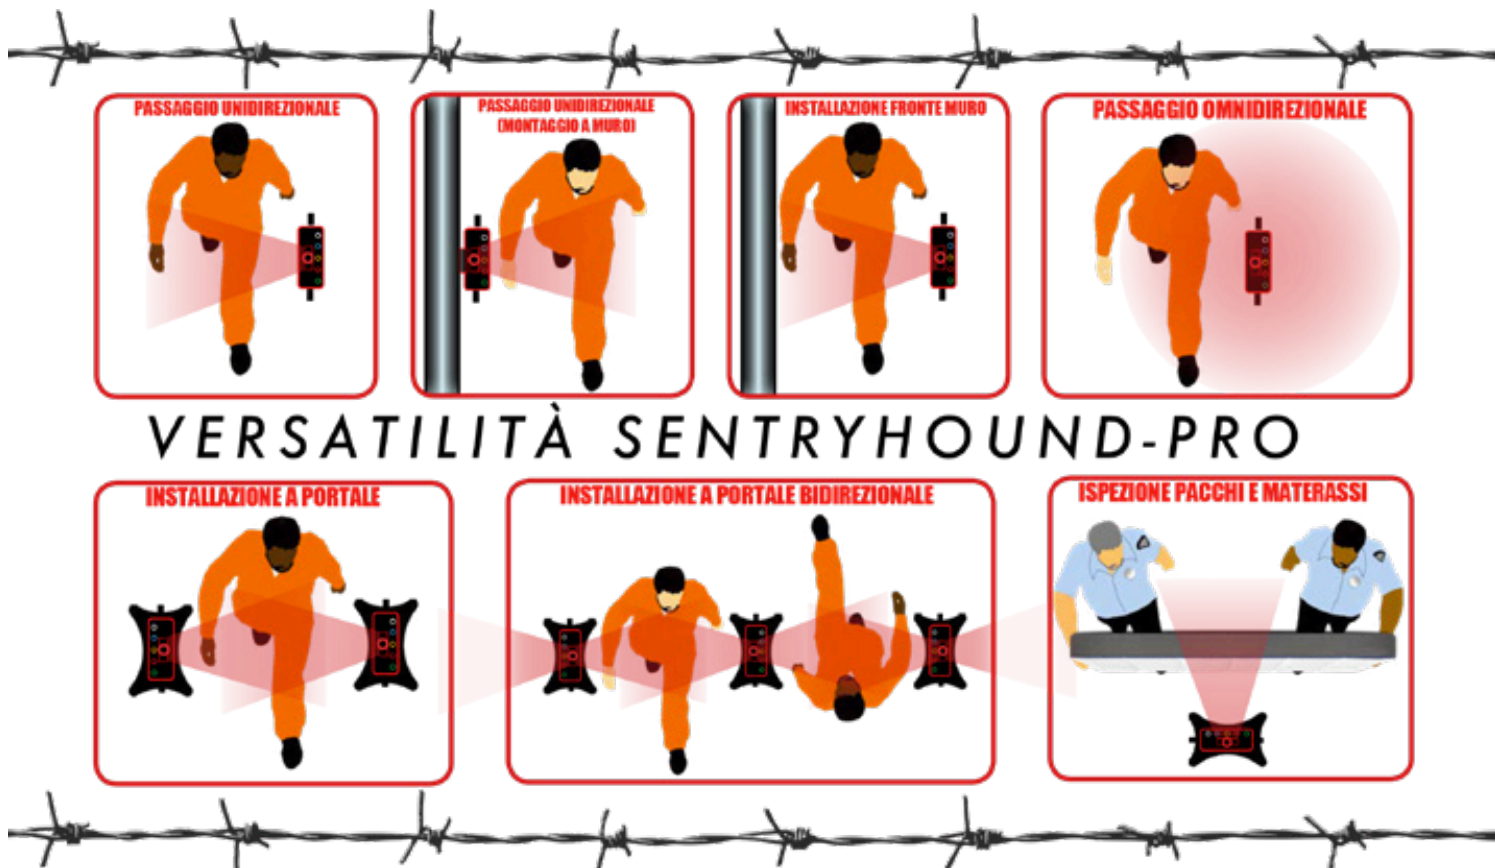 PASSAGGIO UNIDIREZIONALE
PASSAGGIO UNIDIREZIONALE
(MONTAGGIO A MURO)
INSTALLAZIONE FRONTE MURO
PASSAGGIO OMNIDIREZIONALE
VERSATILITÀ SENTRYHOUND-PRO
INSTALLAZIONE A PORTALE
INSTALLAZIONE A PORTALE BIDIREZIONALE
ISPEZIONE PACCHI E MATERASSI